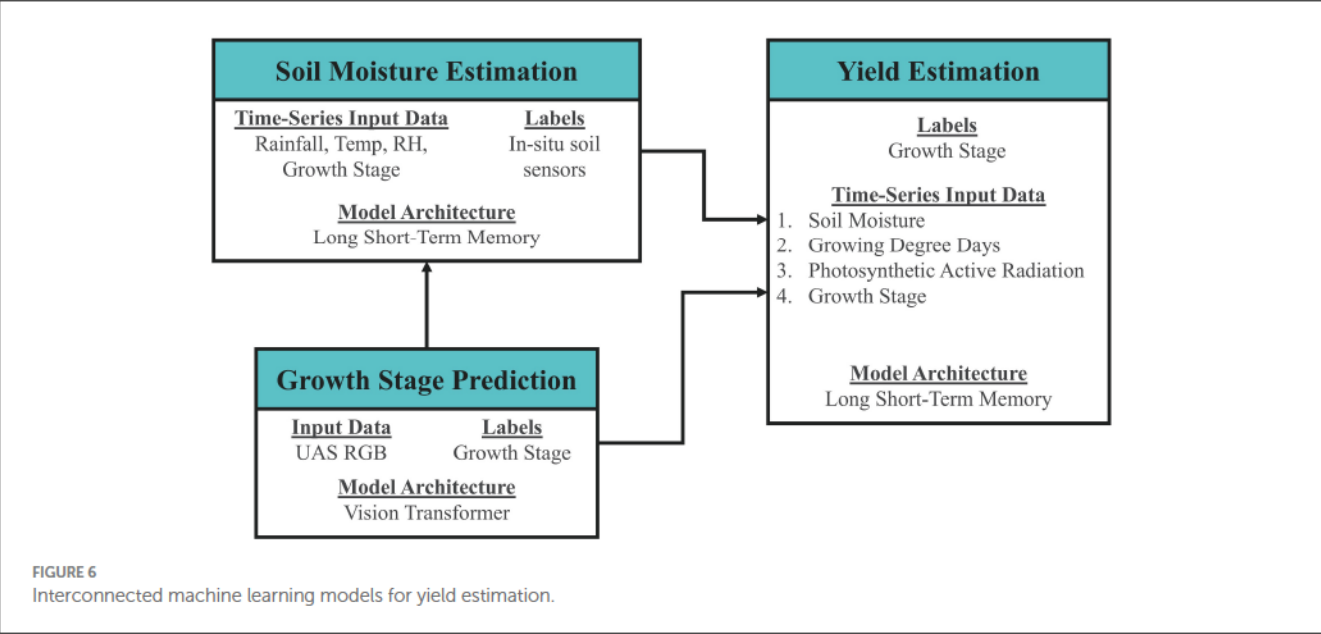 Soil Moisture Estimation
Time-Series Input Data
Rainfall, Temp, RH,
Growth Stage
Labels
In-situ soil
sensors
Model Architecture
Long Short-Term Memory
Growth Stage Prediction
Input Data
UAS RGB
Labels
Growth Stage
Model Architecture
Vision Transformer
Yield Estimation
Labels
Growth Stage
Time-Series Input Data
1. Soil Moisture
2. Growing Degree Days
3. Photosynthetic Active Radiation
4. Growth Stage
Model Architecture
Long Short-Term Memory
FIGURE 6
Interconnected machine learning models for yield estimation.